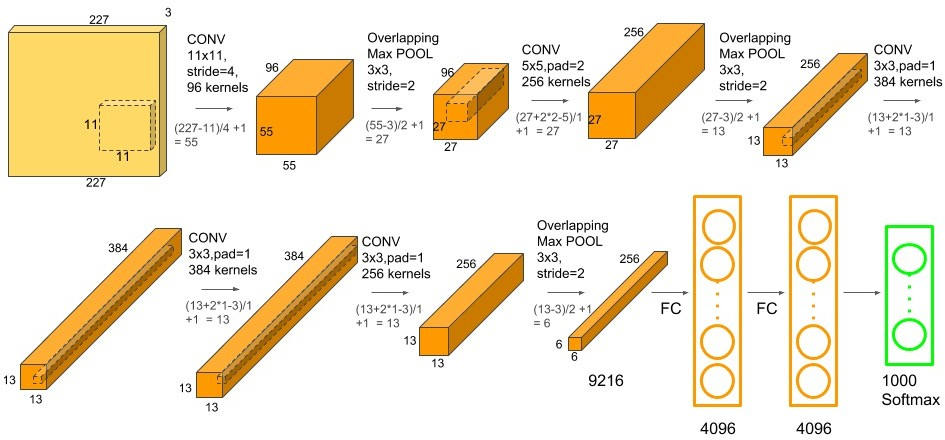 227
3
11
11
227
CONV
11x11,
stride=4,
96 kernels
(227-11)/4 +1
= 55
96
55
55
Overlapping
Max POOL
3x3,
stride=2
(55-3)/2 +1
= 27
96
27
27
CONV
5x5,pad=2
256 kernels
(27+2*2-5)/1
+1 = 27
256
27
27
Overlapping
Max POOL
3x3,
stride=2
(27-3)/2 +1
= 13
256
13
13
CONV
3x3,pad=1
384 kernels
(13+2*1-3)/1
+1 = 13
384
13
13
CONV
3x3,pad=1
384 kernels
(13+2*1-3)/1
+1 = 13
384
13
13
CONV
3x3,pad=1
256 kernels
(13+2*1-3)/1
+1 = 13
256
13
13
Overlapping
Max POOL
3x3,
stride=2
(13-3)/2 +1
= 6
256
6
6
9216
FC
4096
FC
4096
1000
Softmax